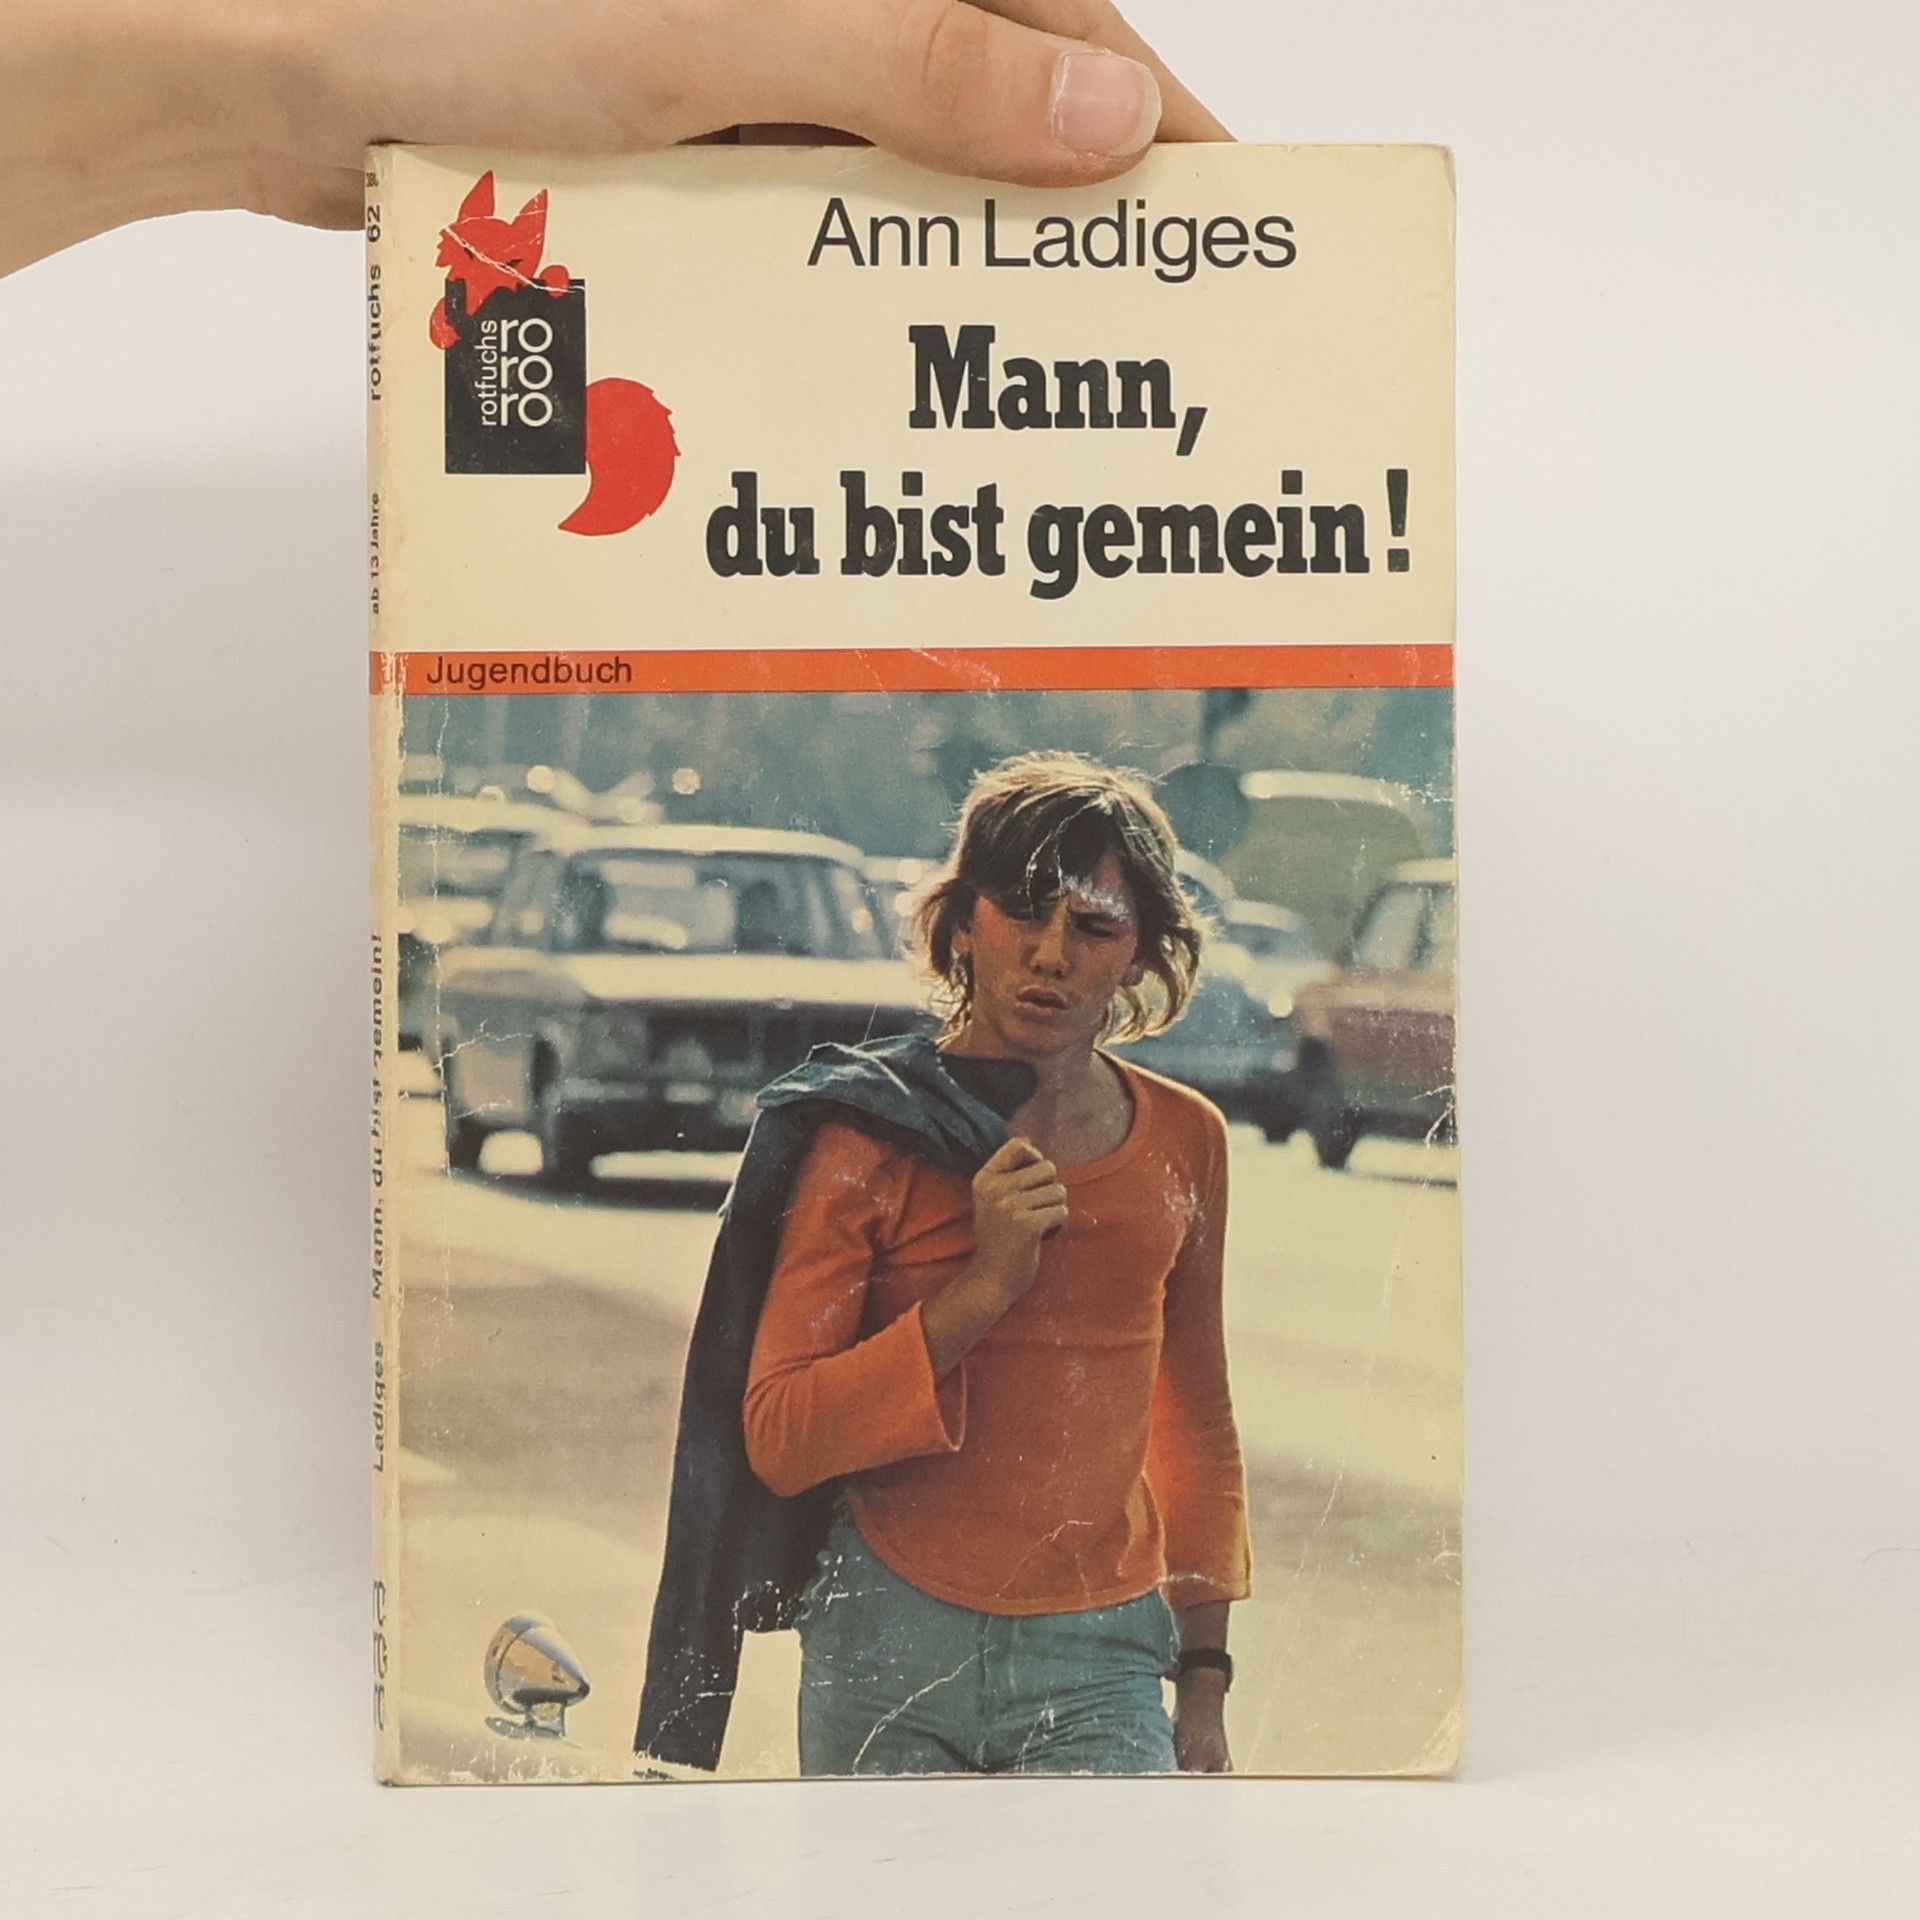 Ann Ladiges
rotfuchs
ro
ro
ro
Mann,
du bist gemein!
Jugendbuch
rotfuchs 62
ab 13 Jahre
Ladiges Mann, du bist gemein!